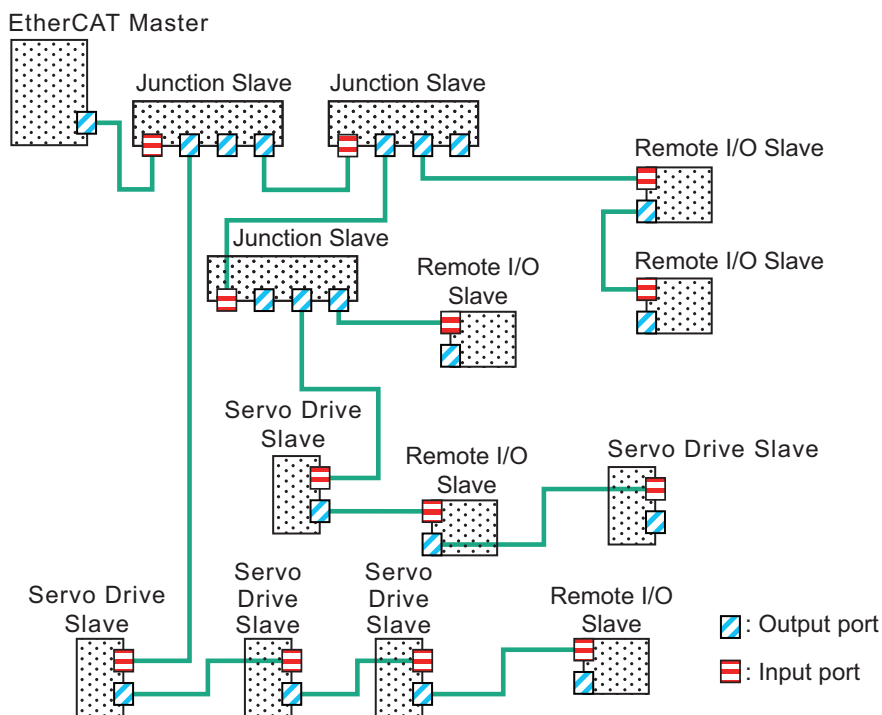 EtherCAT Master
Junction Slave
Junction Slave
Remote I/O Slave
Junction Slave
Remote I/O
Slave
Remote I/O Slave
Servo Drive
Slave
Remote I/O
Slave
Servo Drive Slave
Servo Drive
Slave
Servo
Drive
Slave
Servo
Drive
Slave
Remote I/O
Slave
: Output port
: Input port